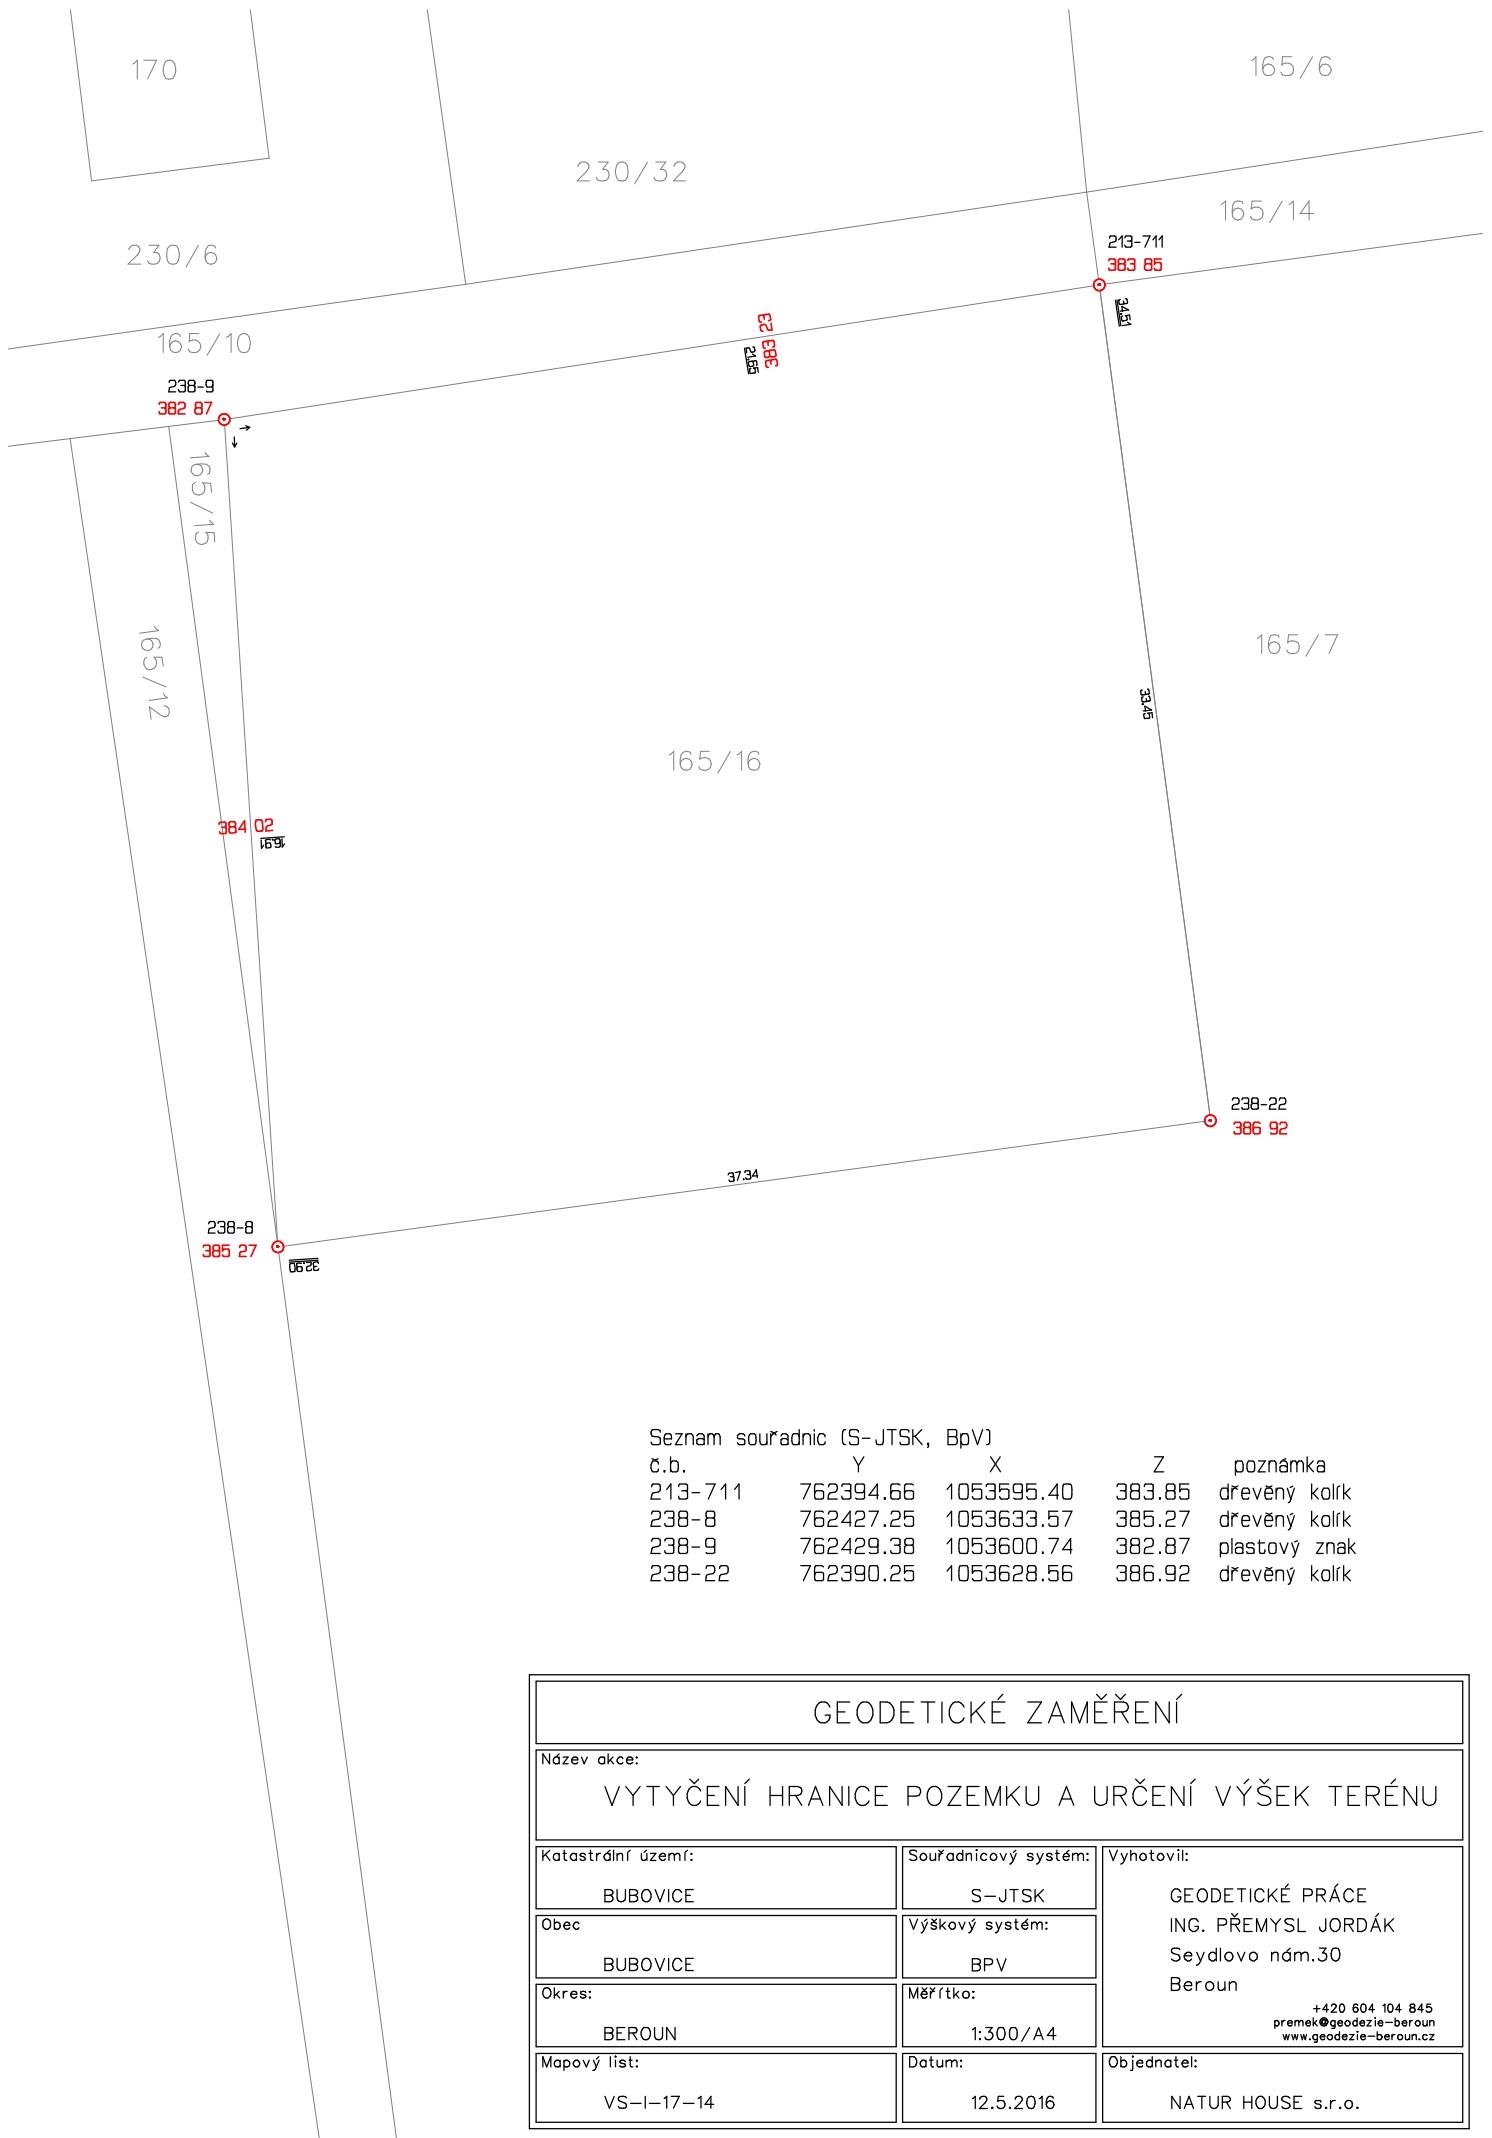 170
165/6
230/32
165/14
230/6
213-711
383 85
34.51
383 23
21.65
165/10
238-9
382 87
165/15
165/12
165/7
33.45
165/16
384 02
16.91
238-22
386 92
37.34
238-8
385 27
32.90
Seznam souřadnic (S-JTSK, BpV)
č.b. Y X Z poznámka
213-711 762394.66 1053595.40 383.85 dřevěný kolík
238-8 762427.25 1053633.57 385.27 dřevěný kolík
238-9 762429.38 1053600.74 382.87 plastový znak
238-22 762390.25 1053628.56 386.92 dřevěný kolík
GEODETICKÉ ZAMĚŘENÍ
Název akce:
VYTYČENÍ HRANICE POZEMKU A URČENÍ VÝŠEK TERÉNU
Katastrální území:
BUBOVICE
Souřadnicový systém:
S-JTSK
Vyhotovil:
GEODETICKÉ PRÁCE
ING. PŘEMYSL JORDÁK
Seydlovo nám.30
Beroun
+420 604 104 845
premek@geodezie-beroun
www.geodezie-beroun.cz
Obec
BUBOVICE
Výškový systém:
BPV
Okres:
BEROUN
Měřítko:
1:300/A4
Mapový list:
VS-I-17-14
Datum:
12.5.2016
Objednatel:
NATUR HOUSE s.r.o.